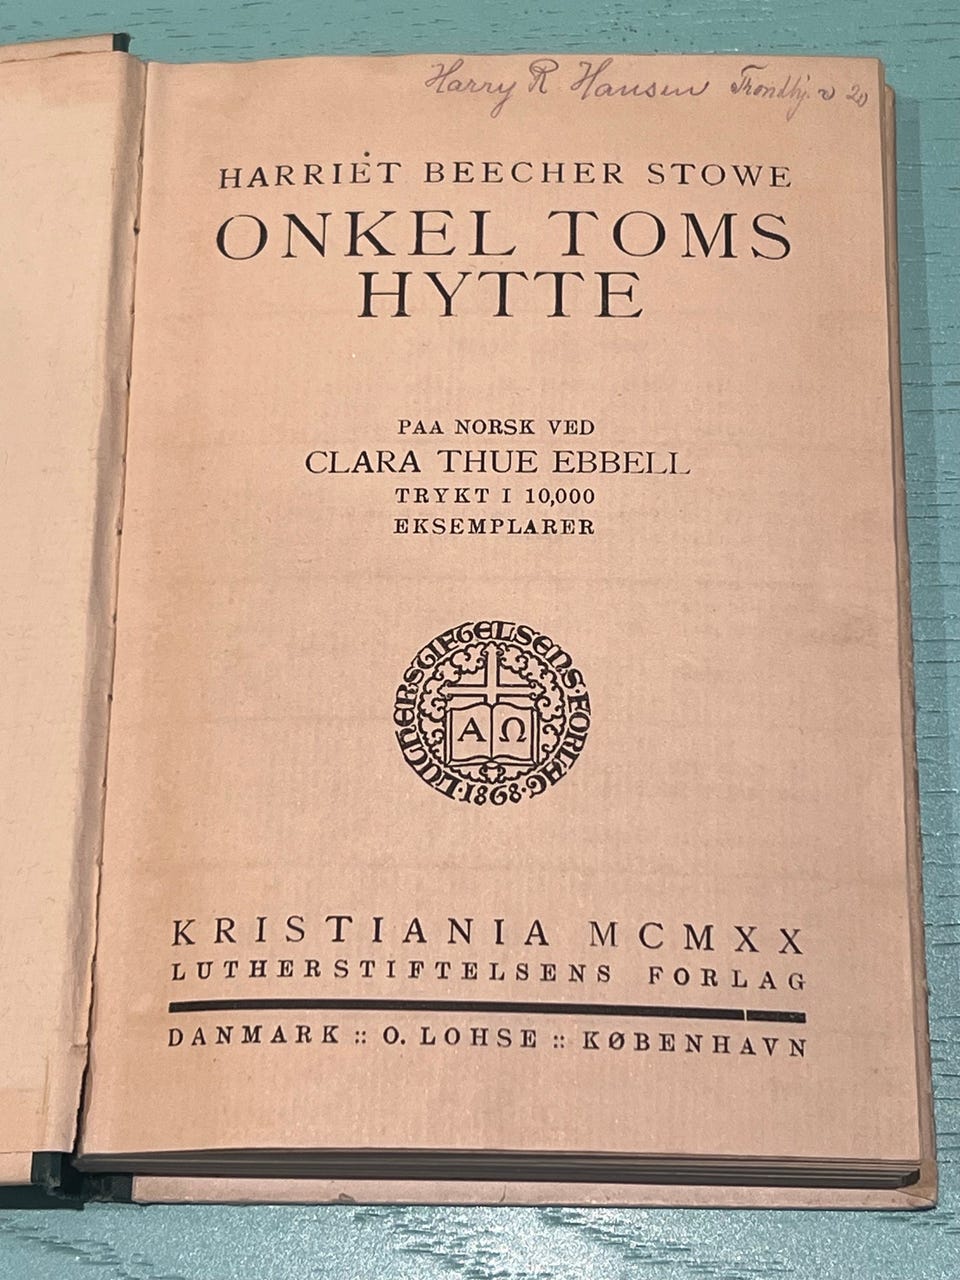 Harry R Hansen Trondhj. 20
HARRIET BEECHER STOWE
ONKEL TOMS
HYTTE
PAA NORSK VED
CLARA THUE EBBELL
TRYKT I 10,000
EKSEMPLARER
LUTHERSTIFTELSENS·FORLAG
·1868·
Α Ω
KRISTIANIA MCMXX
LUTHERSTIFTELSENS FORLAG
DANMARK :: O. LOHSE :: KØBENHAVN